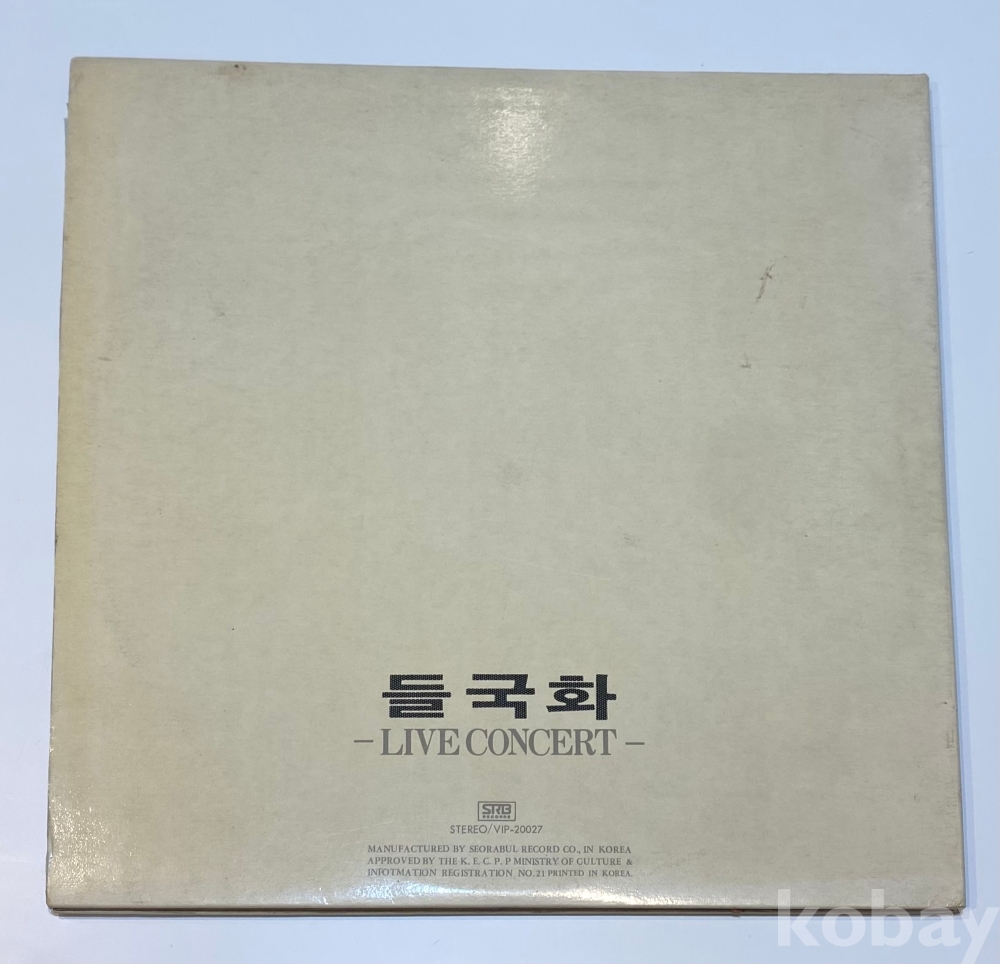 들국화
– LIVE CONCERT –
SRB
RECORDS
STEREO/VIP-20027
MANUFACTURED BY SEORABUL RECORD CO., IN KOREA
APPROVED BY THE K. E. C. P. P MINISTRY OF CULTURE &
INFOTMATION REGISTRATION NO. 21 PRINTED IN KOREA.
kobay